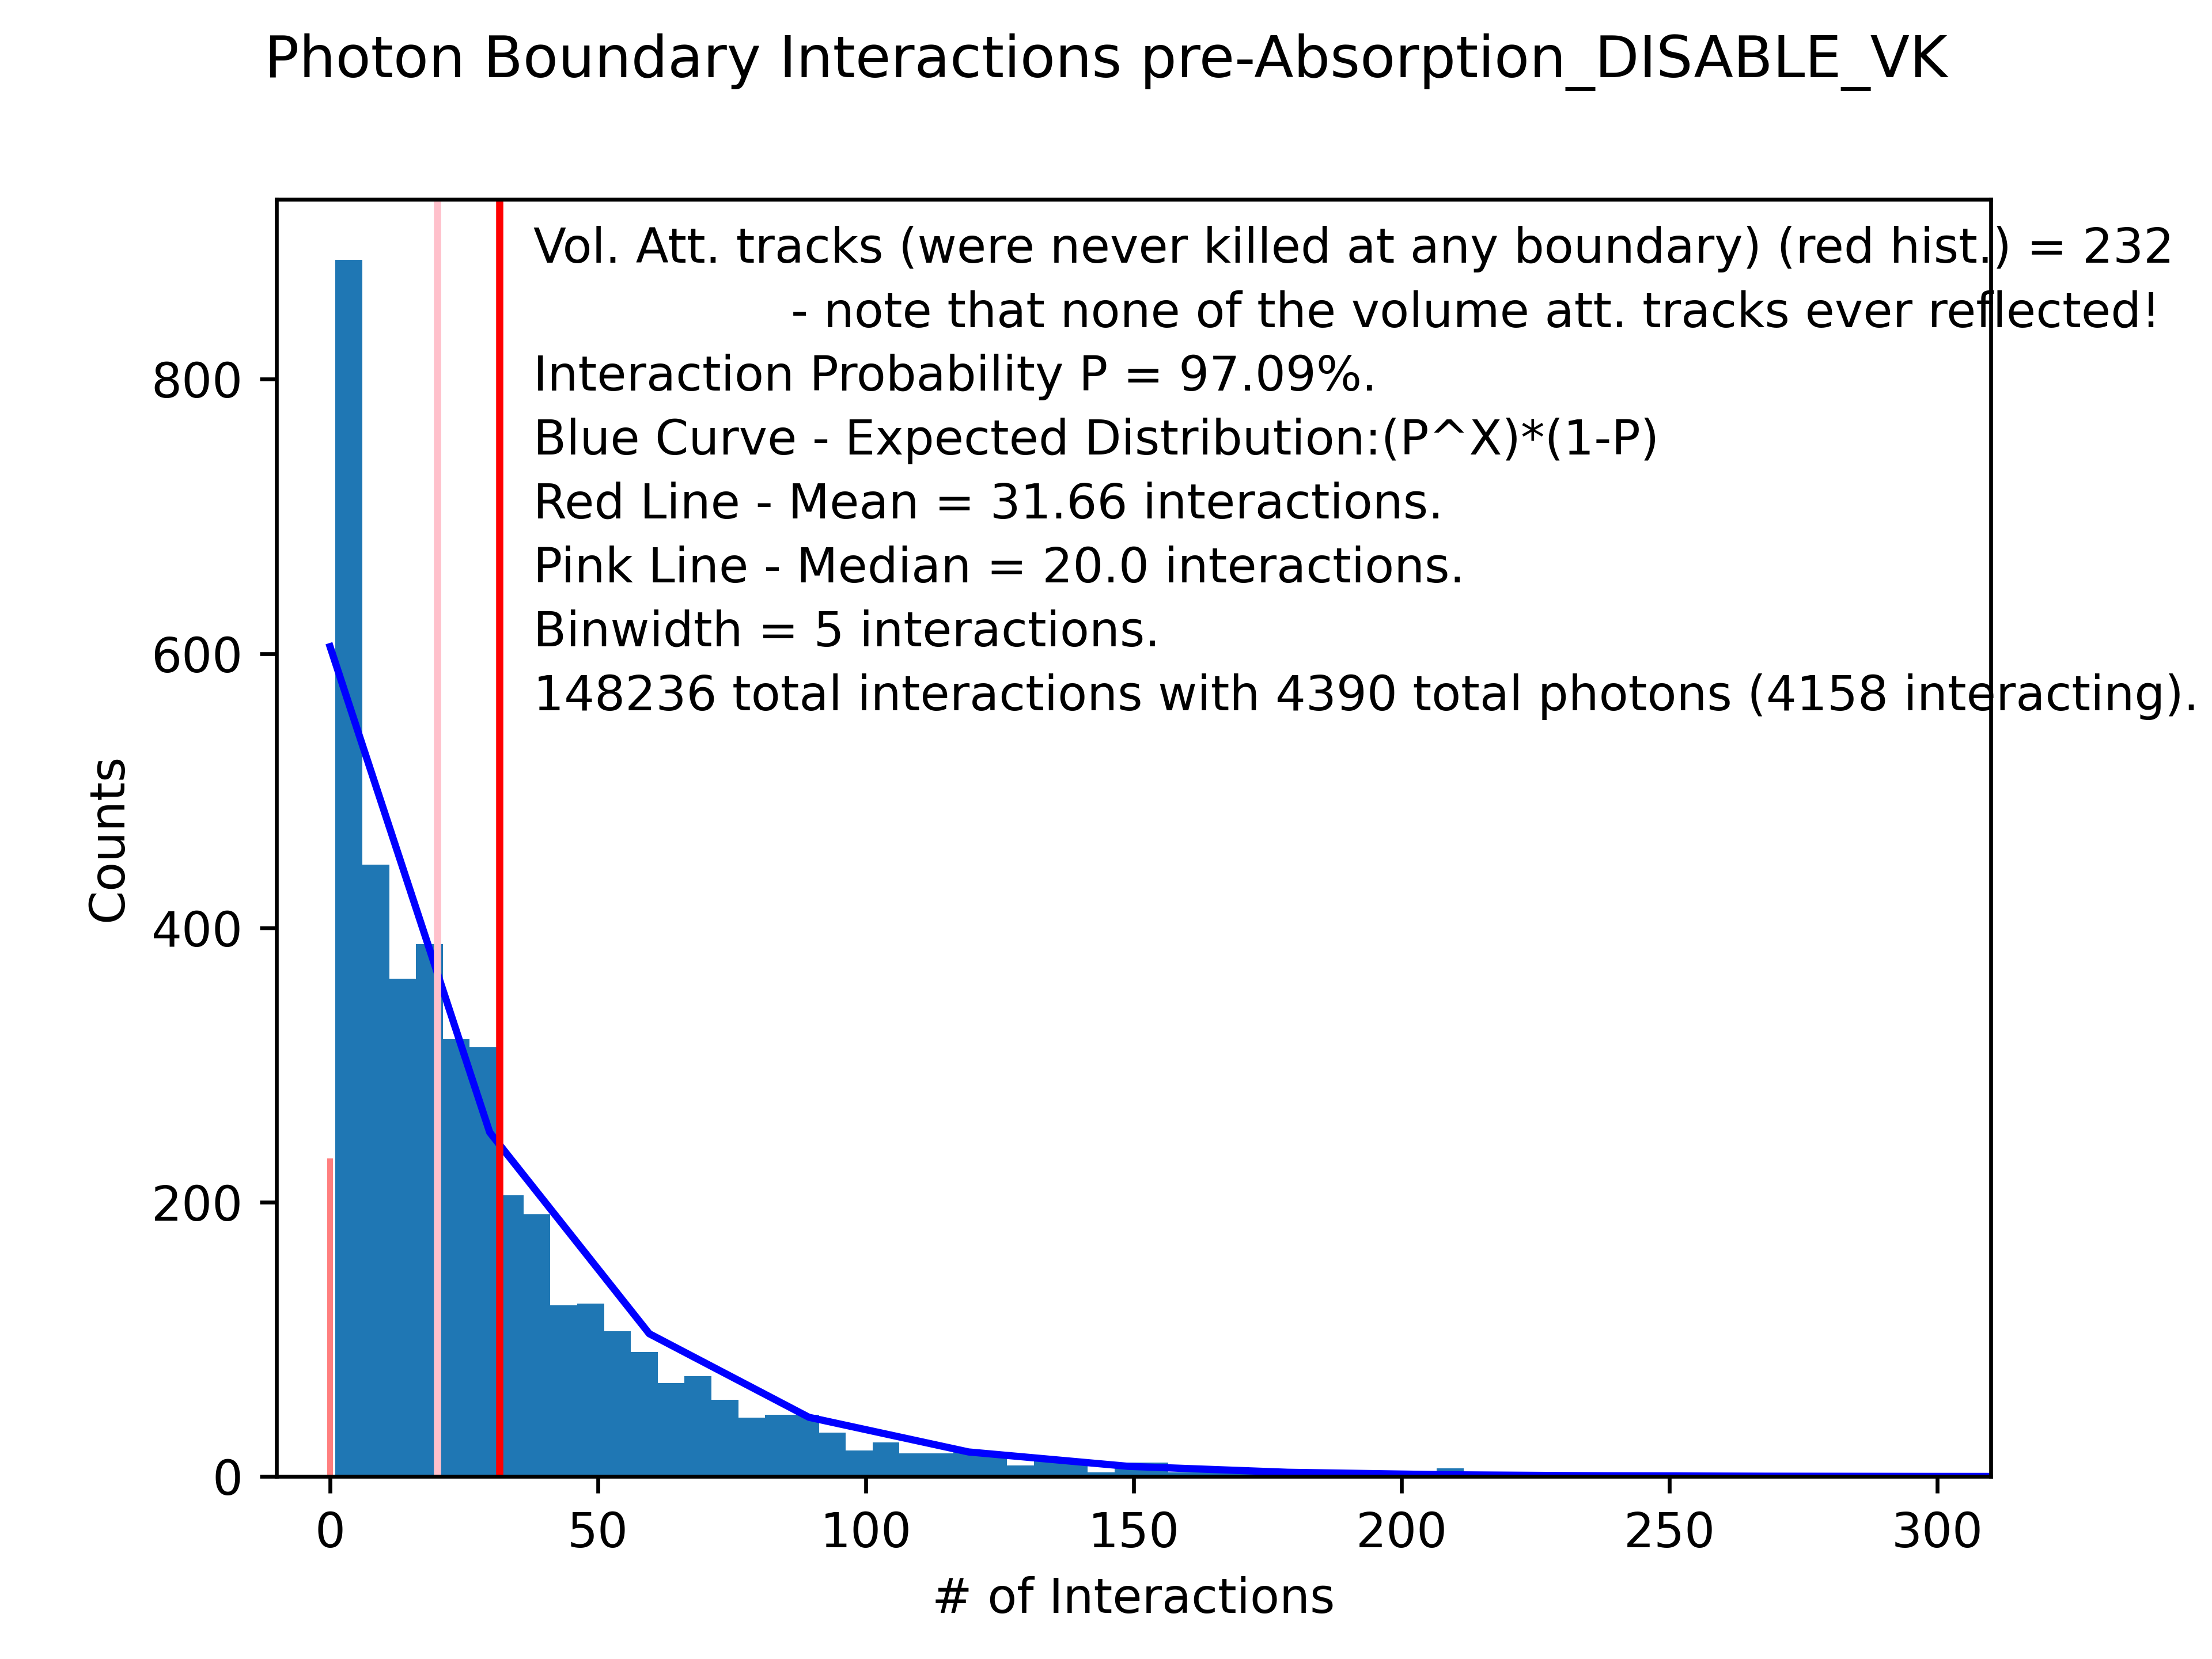 Photon Boundary Interactions pre-Absorption_DISABLE_VK
Vol. Att. tracks (were never killed at any boundary) (red hist.) = 232
- note that none of the volume att. tracks ever reflected!
Interaction Probability P = 97.09%.
Blue Curve - Expected Distribution:(P^X)*(1-P)
Red Line - Mean = 31.66 interactions.
Pink Line - Median = 20.0 interactions.
Binwidth = 5 interactions.
148236 total interactions with 4390 total photons (4158 interacting).
800
600
400
200
0
Counts
0 50 100 150 200 250 300
# of Interactions